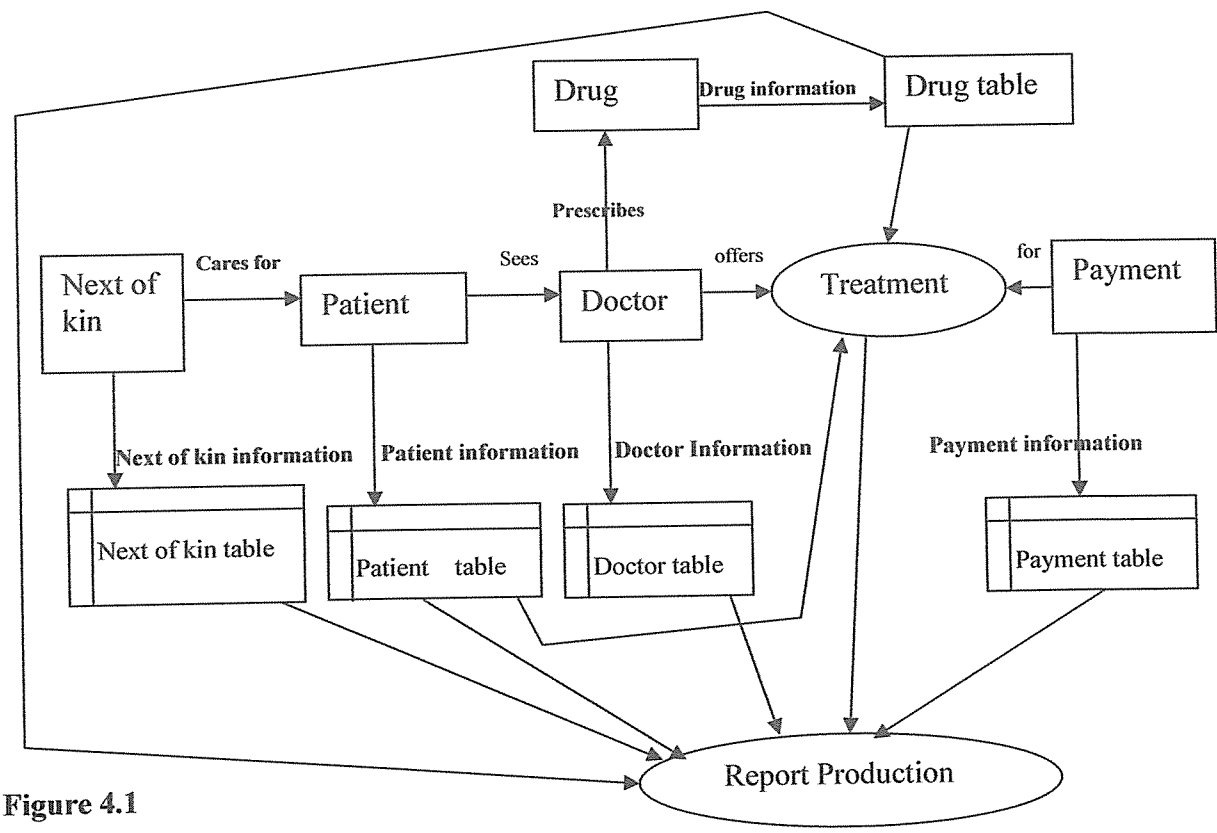 Drug
Drug information
Drug table
Prescribes
Next of
kin
Cares for
Patient
Sees
Doctor
offers
Treatment
for
Payment
Next of kin information
Patient information
Doctor Information
Payment information
Next of kin table
Patient table
Doctor table
Payment table
Report Production
Figure 4.1